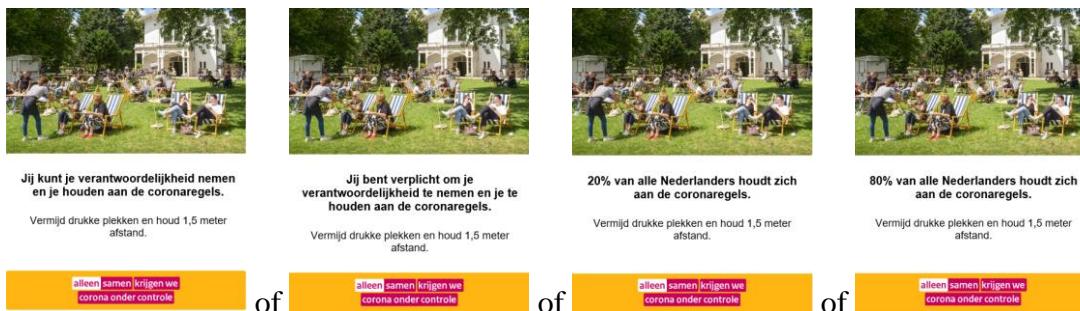 Jij kunt je verantwoordelijkheid nemen
en je houden aan de coronaregels.
Vermijd drukke plekken en houd 1,5 meter
afstand.
alleen samen krijgen we
corona onder controle
of
Jij bent verplicht om je
verantwoordelijkheid te nemen en je te
houden aan de coronaregels.
Vermijd drukke plekken en houd 1,5 meter
afstand.
alleen samen krijgen we
corona onder controle
of
20% van alle Nederlanders houdt zich
aan de coronaregels.
Vermijd drukke plekken en houd 1,5 meter
afstand.
alleen samen krijgen we
corona onder controle
of
80% van alle Nederlanders houdt zich
aan de coronaregels.
Vermijd drukke plekken en houd 1,5 meter
afstand.
alleen samen krijgen we
corona onder controle